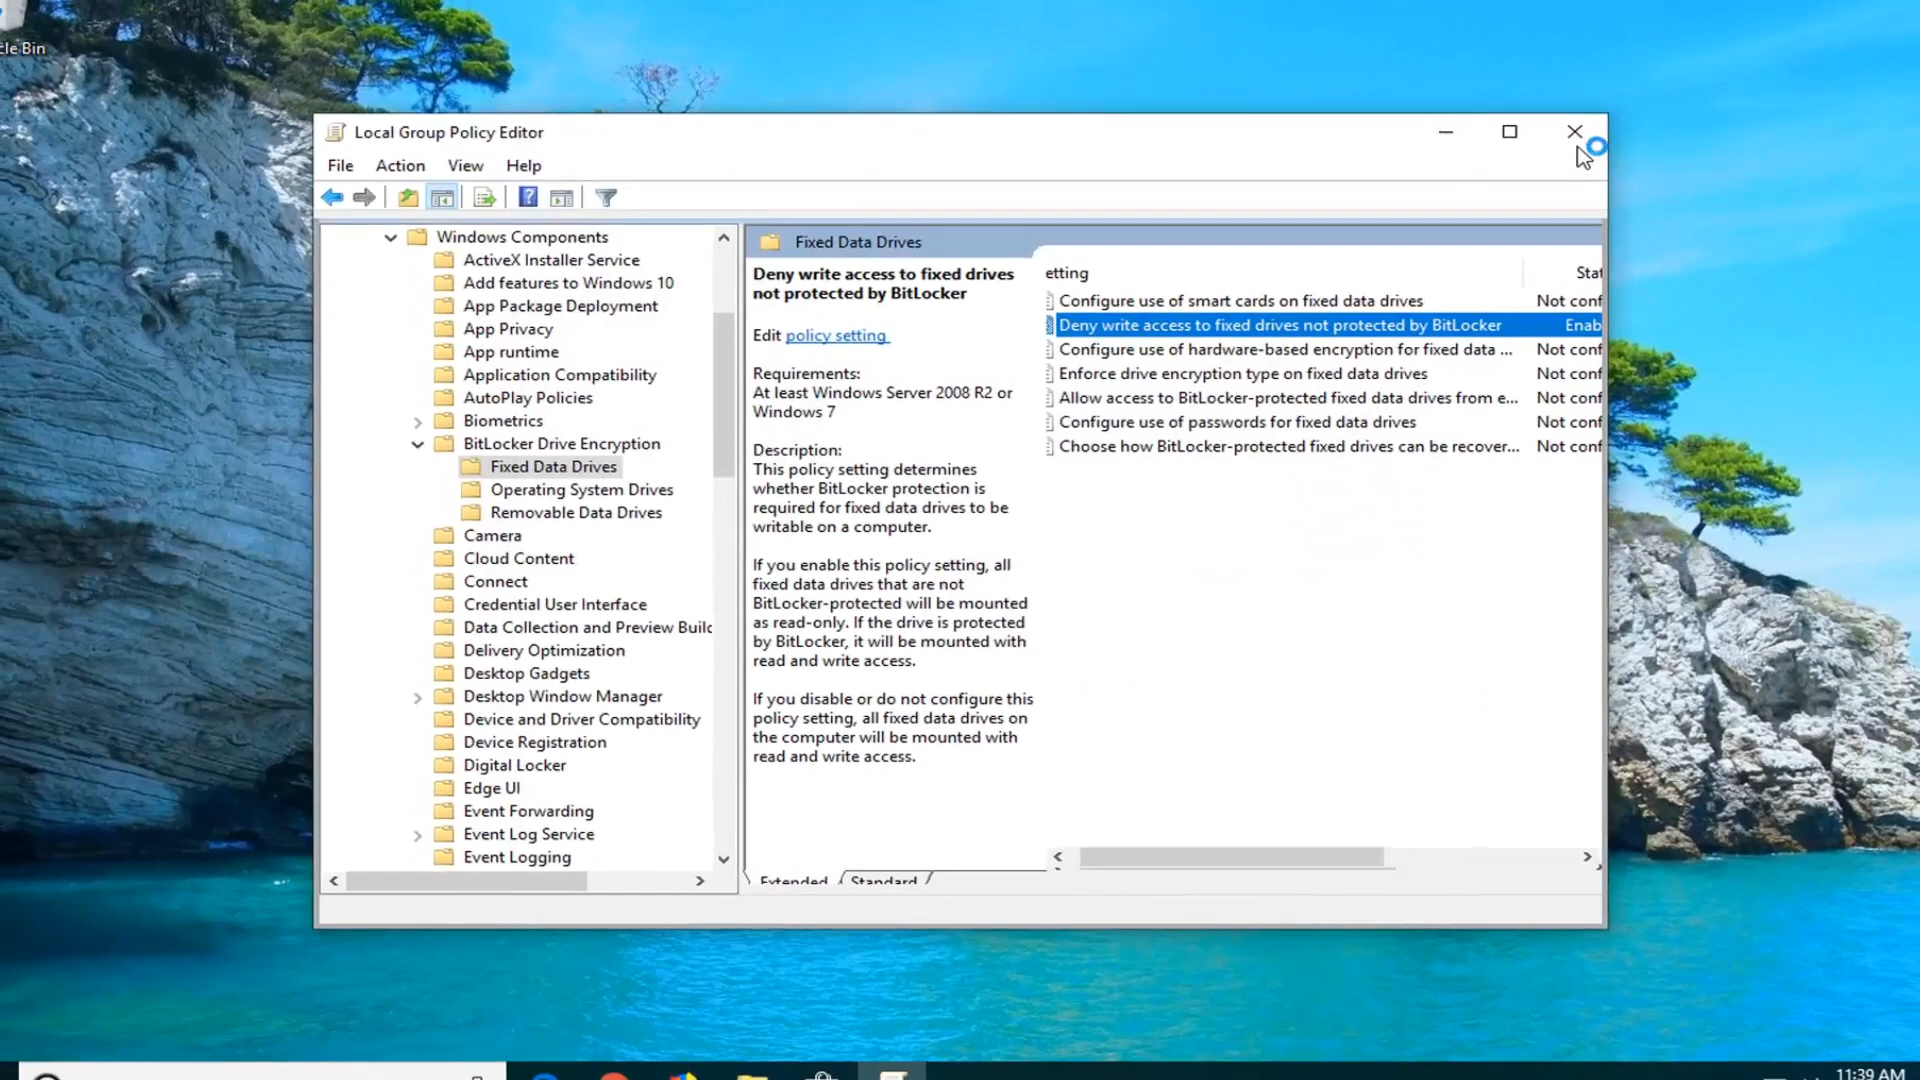 cle Bin
Local Group Policy Editor
File Action View Help
Windows Components
ActiveX Installer Service
Add features to Windows 10
App Package Deployment
App Privacy
App runtime
Application Compatibility
AutoPlay Policies
Biometrics
BitLocker Drive Encryption
Fixed Data Drives
Operating System Drives
Removable Data Drives
Camera
Cloud Content
Connect
Credential User Interface
Data Collection and Preview Build
Delivery Optimization
Desktop Gadgets
Desktop Window Manager
Device and Driver Compatibility
Device Registration
Digital Locker
Edge UI
Event Forwarding
Event Log Service
Event Logging
Fixed Data Drives
Deny write access to fixed drives
not protected by BitLocker
Edit policy setting
Requirements:
At least Windows Server 2008 R2 or
Windows 7
Description:
This policy setting determines
whether BitLocker protection is
required for fixed data drives to be
writable on a computer.
If you enable this policy setting, all
fixed data drives that are not
BitLocker-protected will be mounted
as read-only. If the drive is protected
by BitLocker, it will be mounted with
read and write access.
If you disable or do not configure this
policy setting, all fixed data drives on
the computer will be mounted with
read and write access.
etting Stat
Configure use of smart cards on fixed data drives Not conf
Deny write access to fixed drives not protected by BitLocker Enab
Configure use of hardware-based encryption for fixed data ... Not conf
Enforce drive encryption type on fixed data drives Not conf
Allow access to BitLocker-protected fixed data drives from e... Not conf
Configure use of passwords for fixed data drives Not conf
Choose how BitLocker-protected fixed drives can be recover... Not conf
Extended Standard
11:39 AM